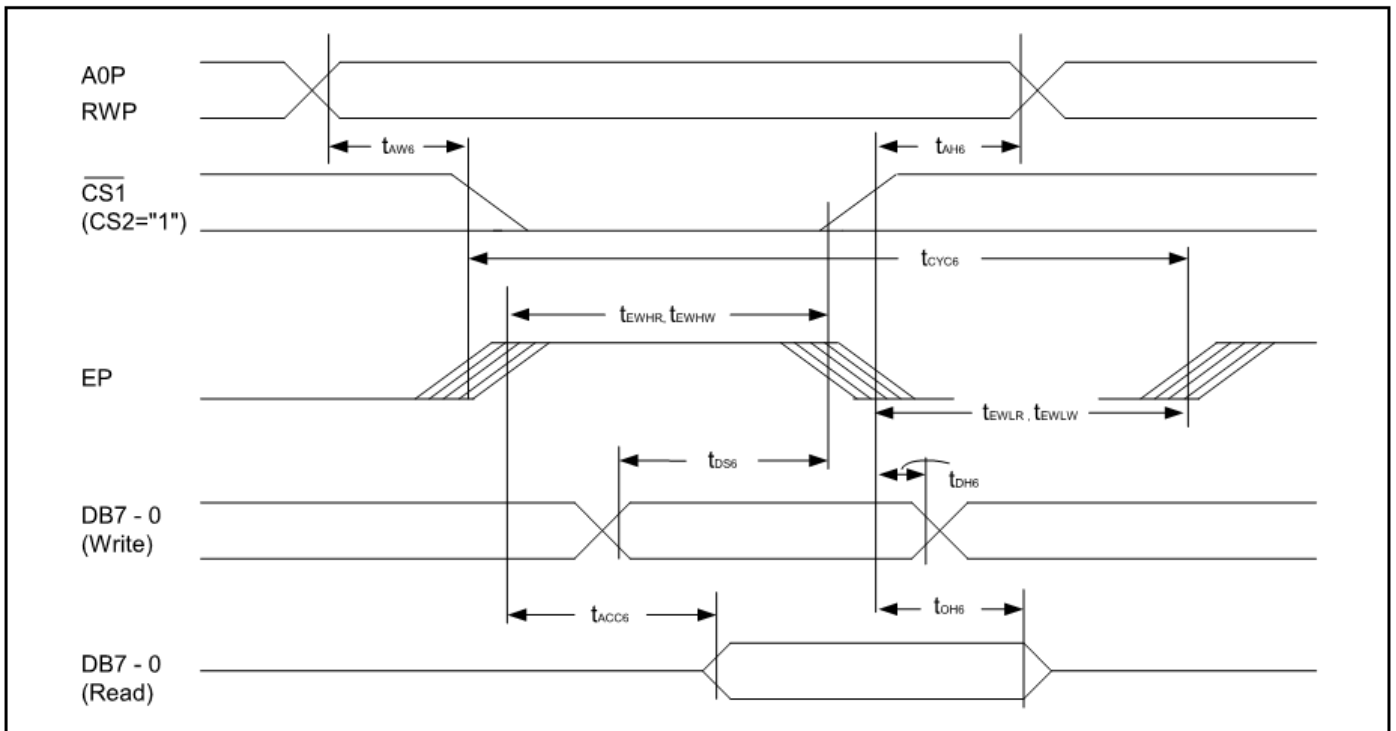 A0P
RWP
tAW6
tAH6
CS1
(CS2="1")
tCYC6
tEWHR, tEWHW
EP
tEWLR , tEWLW
tDS6
tDH6
DB7 - 0
(Write)
tACC6
tOH6
DB7 - 0
(Read)